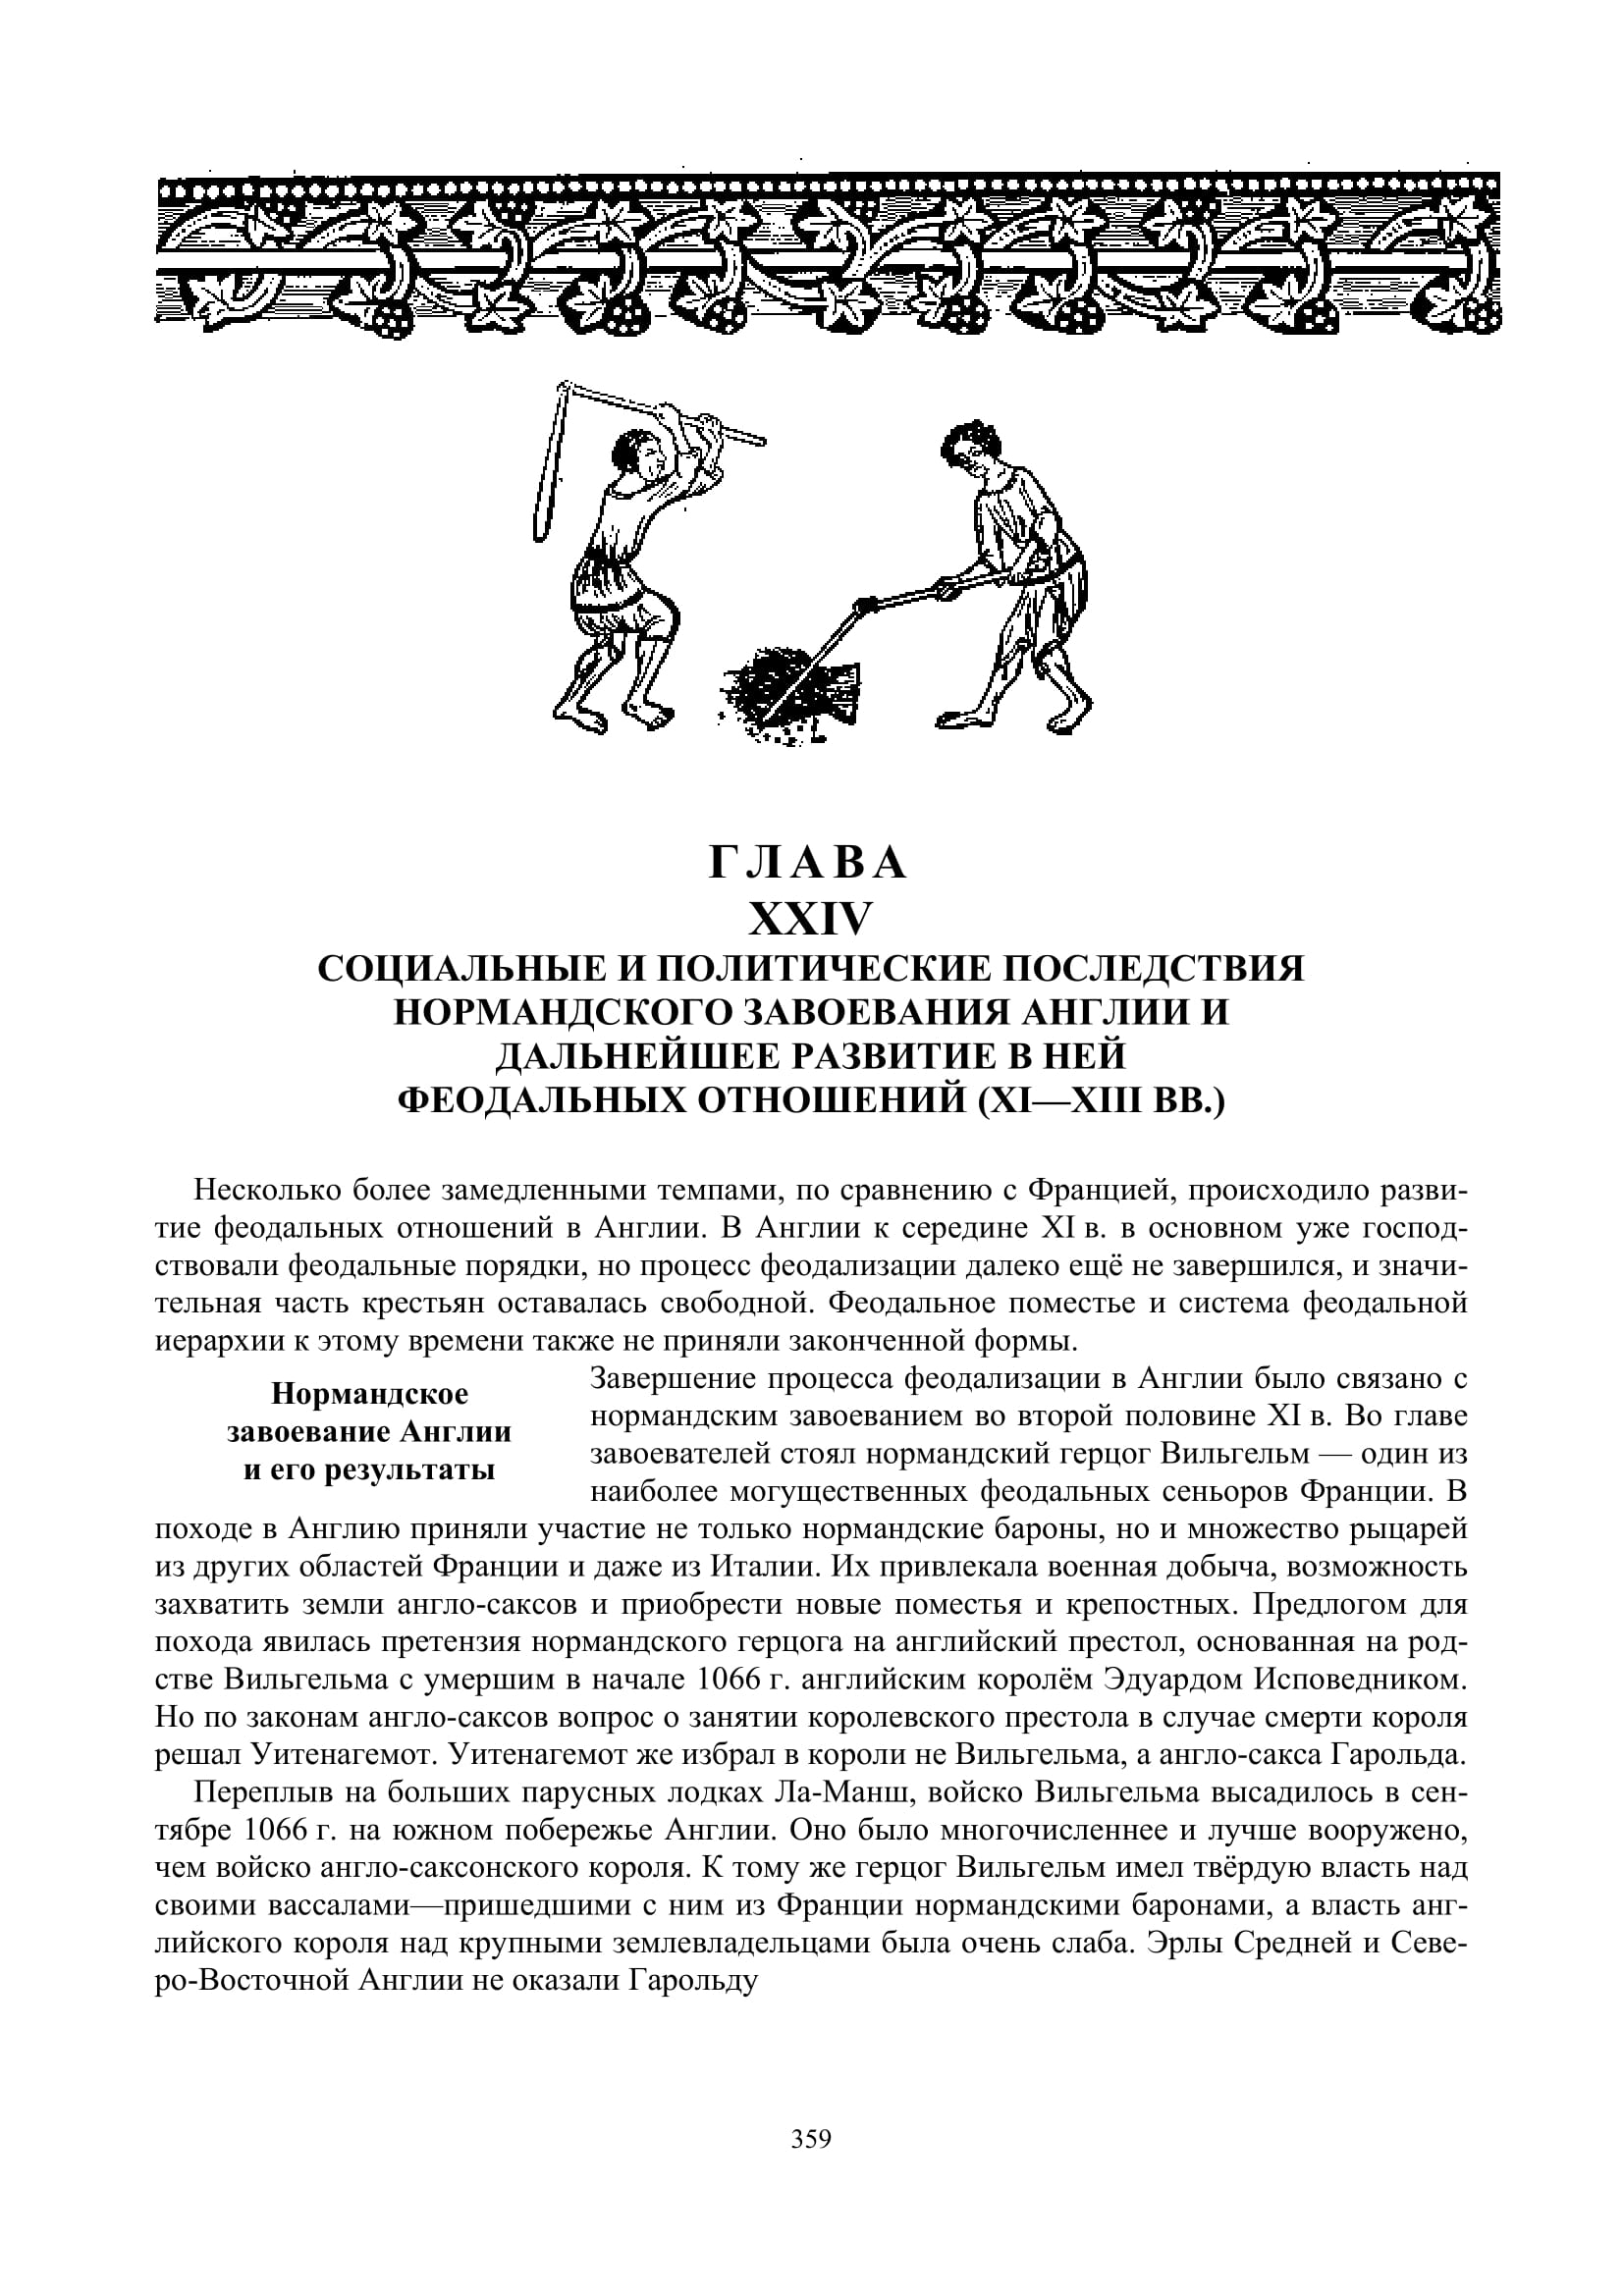 ГЛАВА
XXIV
СОЦИАЛЬНЫЕ И ПОЛИТИЧЕСКИЕ ПОСЛЕДСТВИЯ
НОРМАНДСКОГО ЗАВОЕВАНИЯ АНГЛИИ И
ДАЛЬНЕЙШЕЕ РАЗВИТИЕ В НЕЙ
ФЕОДАЛЬНЫХ ОТНОШЕНИЙ (XI—XIII ВВ.)
Несколько более замедленными темпами, по сравнению с Францией, происходило разви-
тие феодальных отношений в Англии. В Англии к середине XI в. в основном уже господ-
ствовали феодальные порядки, но процесс феодализации далеко ещё не завершился, и значи-
тельная часть крестьян оставалась свободной. Феодальное поместье и система феодальной
иерархии к этому времени также не приняли законченной формы.
Нормандское
завоевание Англии
и его результаты
Завершение процесса феодализации в Англии было связано с
нормандским завоеванием во второй половине XI в. Во главе
завоевателей стоял нормандский герцог Вильгельм — один из
наиболее могущественных феодальных сеньоров Франции. В
походе в Англию приняли участие не только нормандские бароны, но и множество рыцарей
из других областей Франции и даже из Италии. Их привлекала военная добыча, возможность
захватить земли англо-саксов и приобрести новые поместья и крепостных. Предлогом для
похода явилась претензия нормандского герцога на английский престол, основанная на род-
стве Вильгельма с умершим в начале 1066 г. английским королём Эдуардом Исповедником.
Но по законам англо-саксов вопрос о занятии королевского престола в случае смерти короля
решал Уитенагемот. Уитенагемот же избрал в короли не Вильгельма, а англо-сакса Гарольда.
Переплыв на больших парусных лодках Ла-Манш, войско Вильгельма высадилось в сен-
тябре 1066 г. на южном побережье Англии. Оно было многочисленнее и лучше вооружено,
чем войско англо-саксонского короля. К тому же герцог Вильгельм имел твёрдую власть над
своими вассалами—пришедшими с ним из Франции нормандскими баронами, а власть анг-
лийского короля над крупными землевладельцами была очень слаба. Эрлы Средней и Севе-
ро-Восточной Англии не оказали Гарольду
359